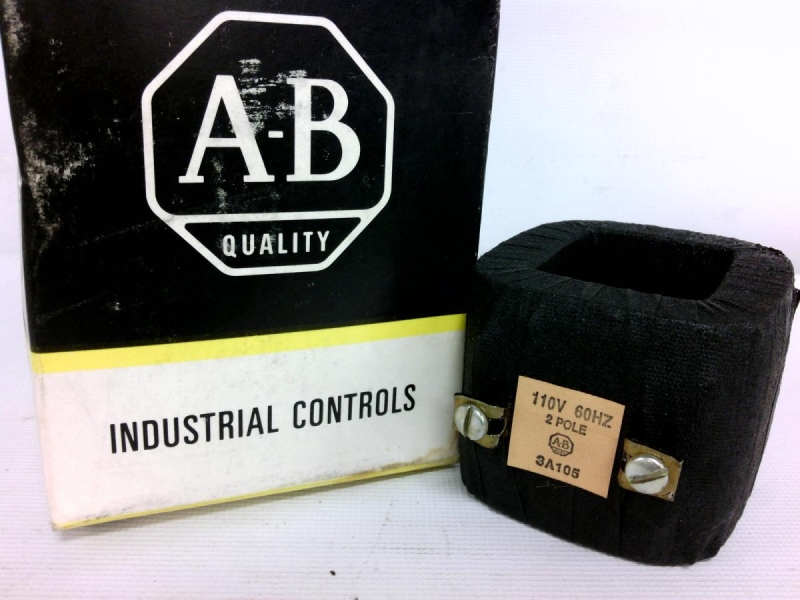 A-B
QUALITY
INDUSTRIAL CONTROLS
110V 60HZ
2 POLE
AB
3A105